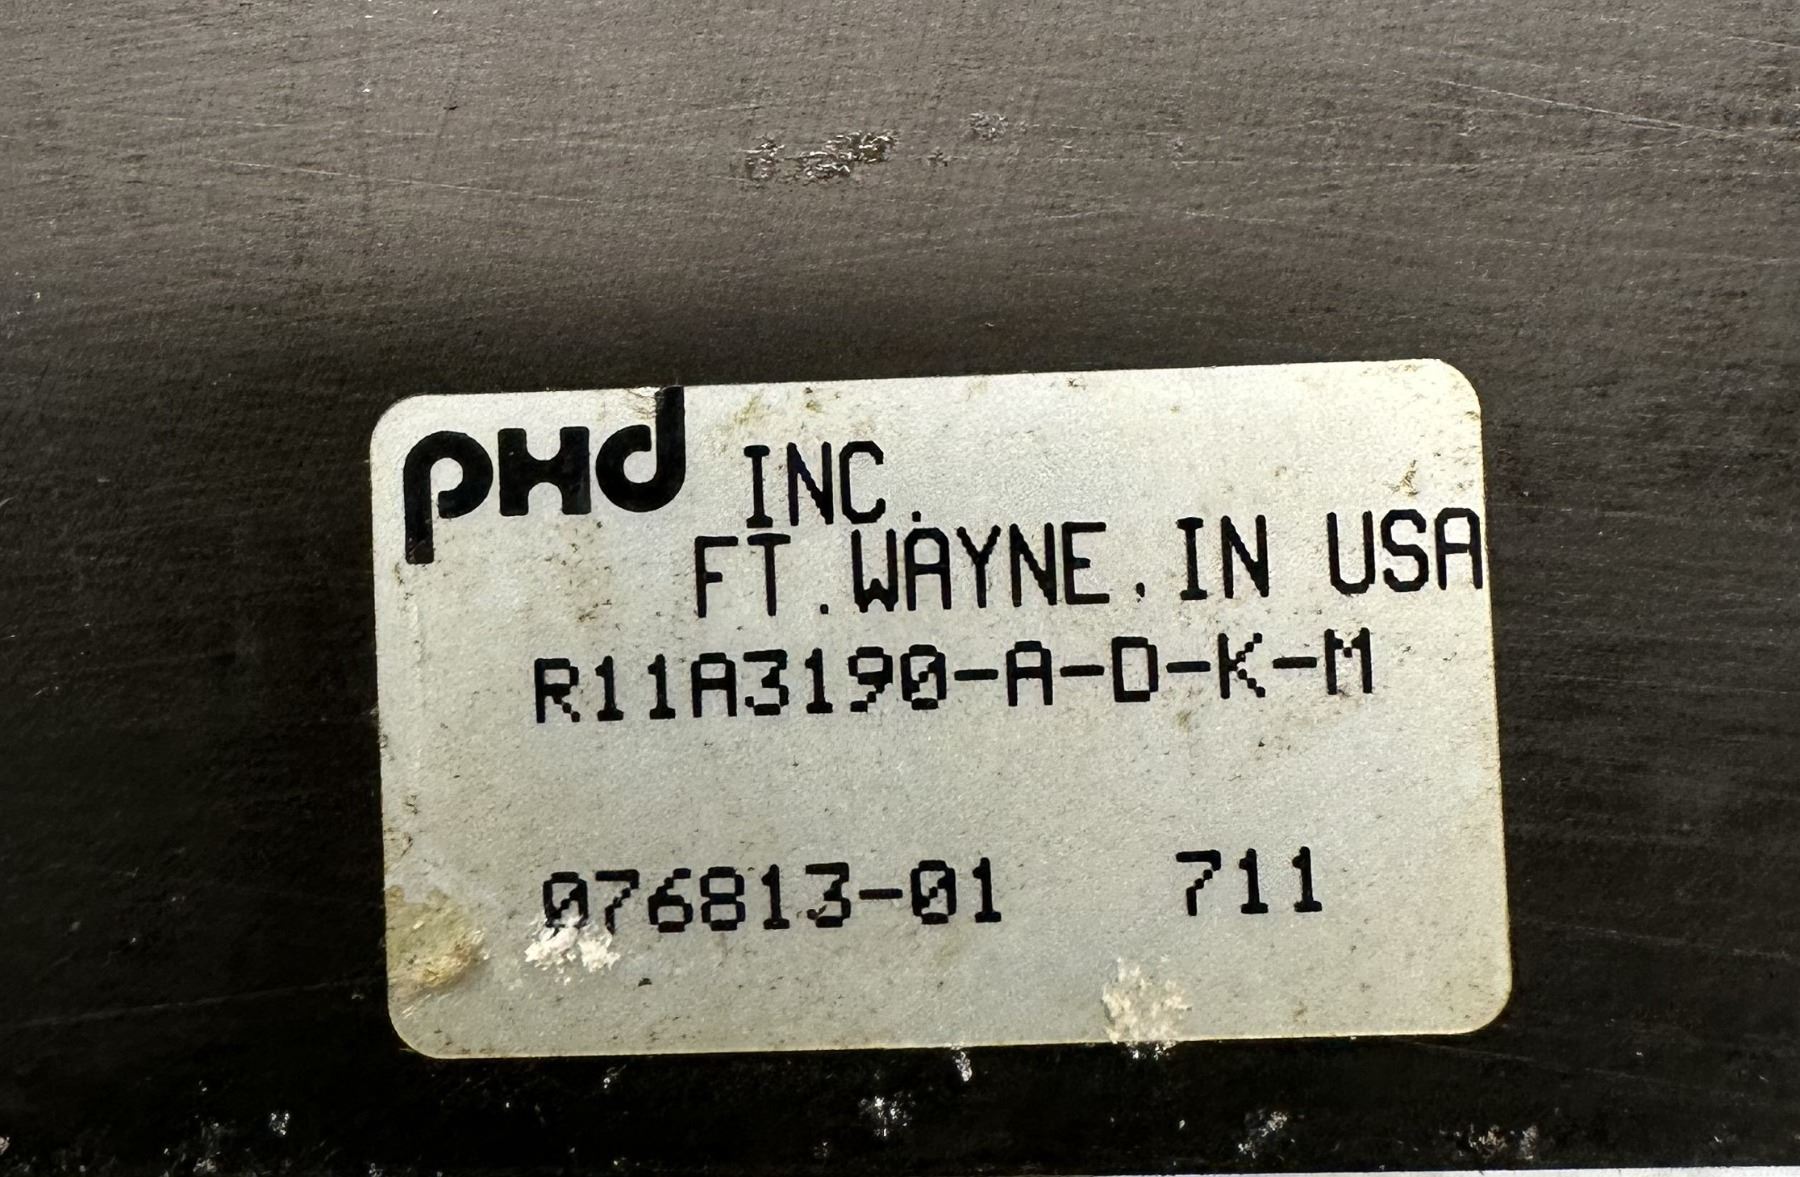 PHD INC.
FT.WAYNE, IN USA
R11A3190-A-D-K-M
076813-01 711